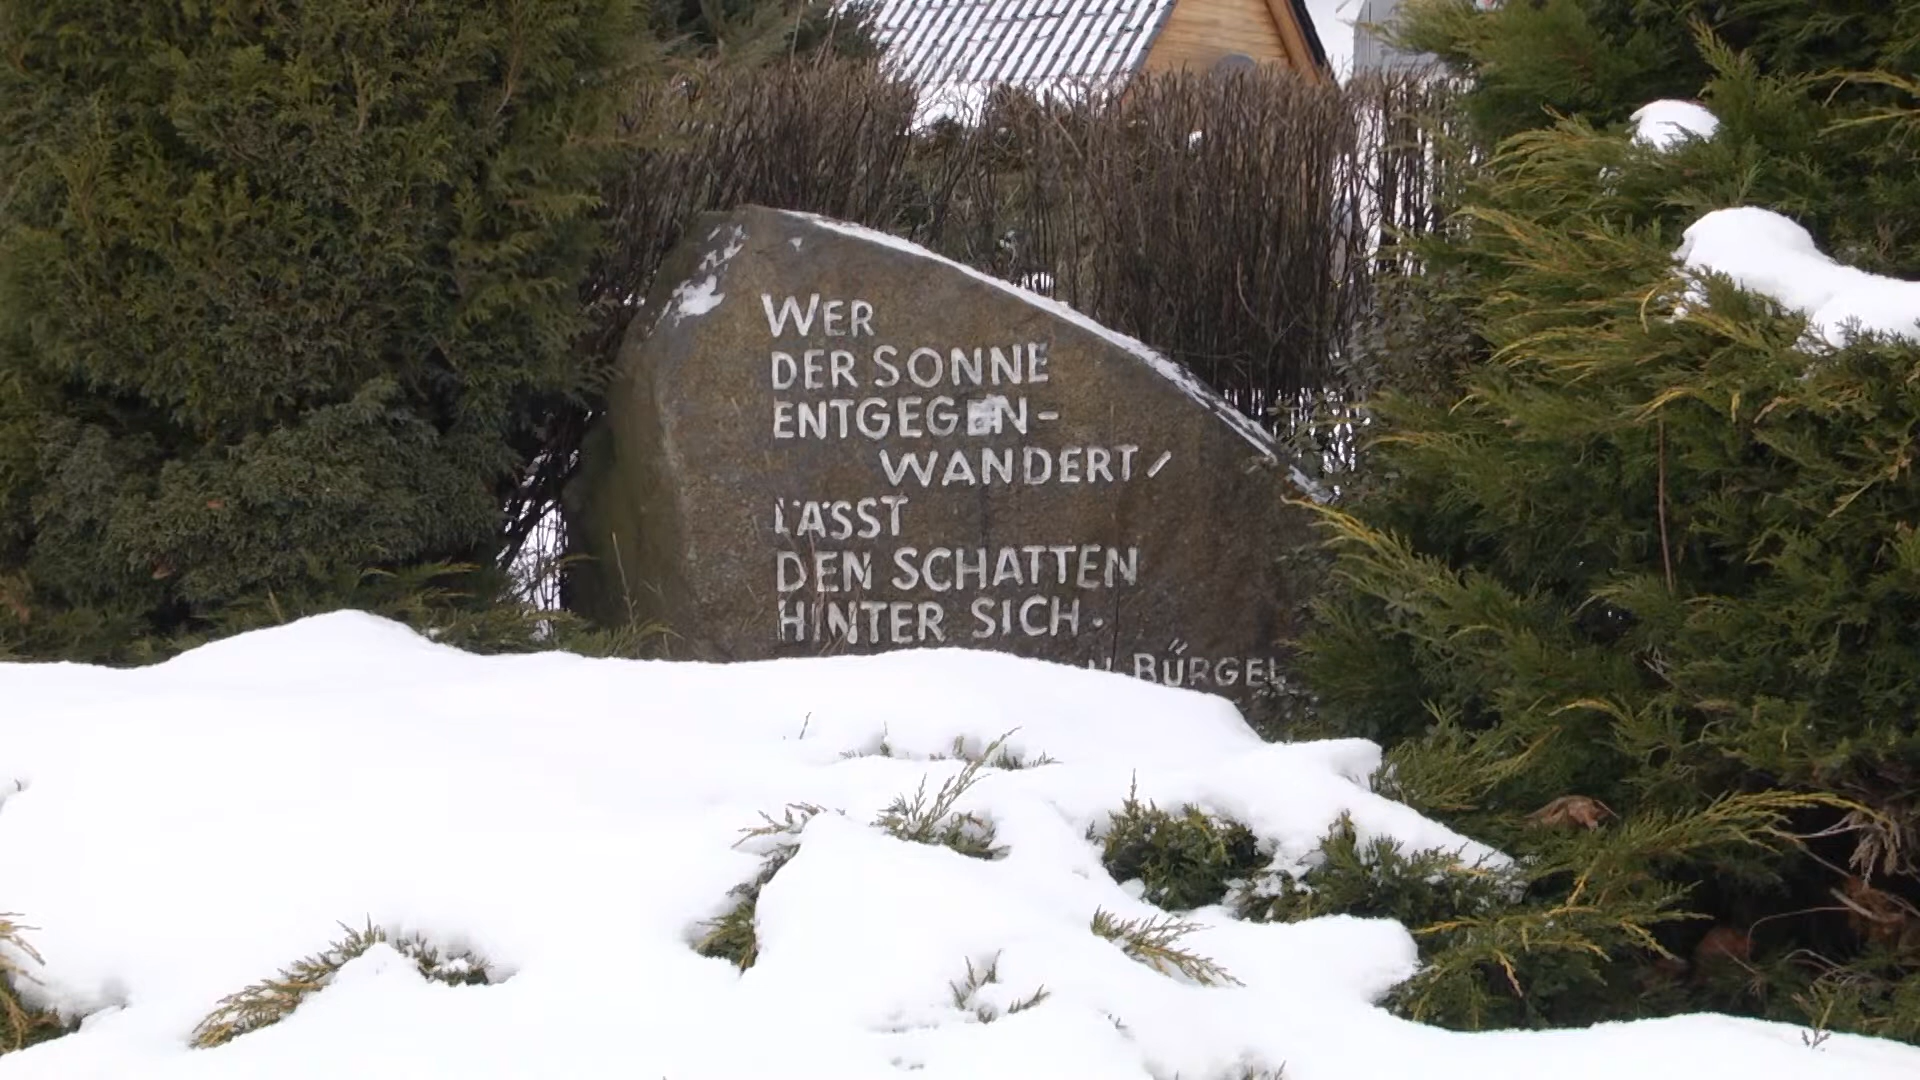 WER
DER SONNE
ENTGEGEN-
WANDERT,
LÄSST
DEN SCHATTEN
HINTER SICH.
BÜRGEL